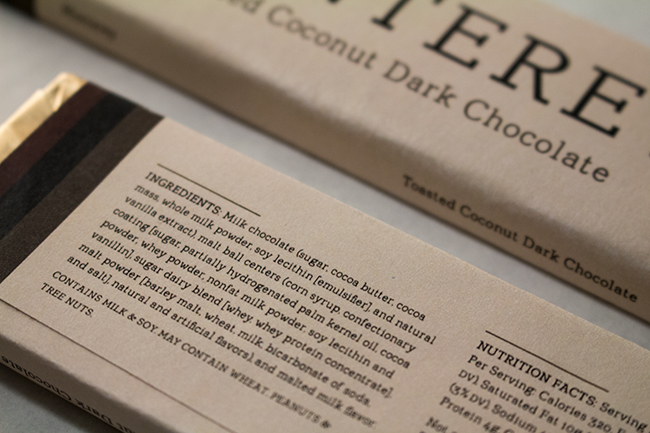 TERE
d Coconut Dark Chocolate
Toasted Coconut Dark Chocolate
INGREDIENTS: Milk chocolate (sugar, cocoa butter, cocoa
mass, whole milk powder, soy lecithin [emulsifier], and natural
vanilla extract), malt ball centers (corn syrup, confectionary
coating [sugar, partially hydrogenated palm kernel oil, cocoa
powder, whey powder, nonfat milk powder, soy lecithin and
vanillin], sugar dairy blend [whey, whey protein concentrate],
malt powder [barley malt, wheat, milk, bicarbonate of soda,
and salt], natural and artificial flavors) and malted milk flavor.
CONTAINS MILK & SOY MAY CONTAIN WHEAT, PEANUTS &
TREE NUTS.
NUTRITION FACTS: Serving
Per Serving: Calories 320, F
DV) Saturated Fat 10g
(3% DV), Sodium
Protein 4g, C
Not
ut Dark Chocolate